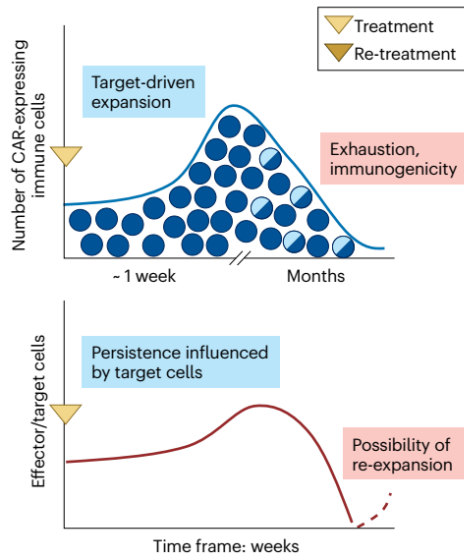 Treatment
Re-treatment
Number of CAR-expressing
immune cells
Target-driven
expansion
Exhaustion,
immunogenicity
~ 1 week
Months
Effector/target cells
Persistence influenced
by target cells
Possibility of
re-expansion
Time frame: weeks